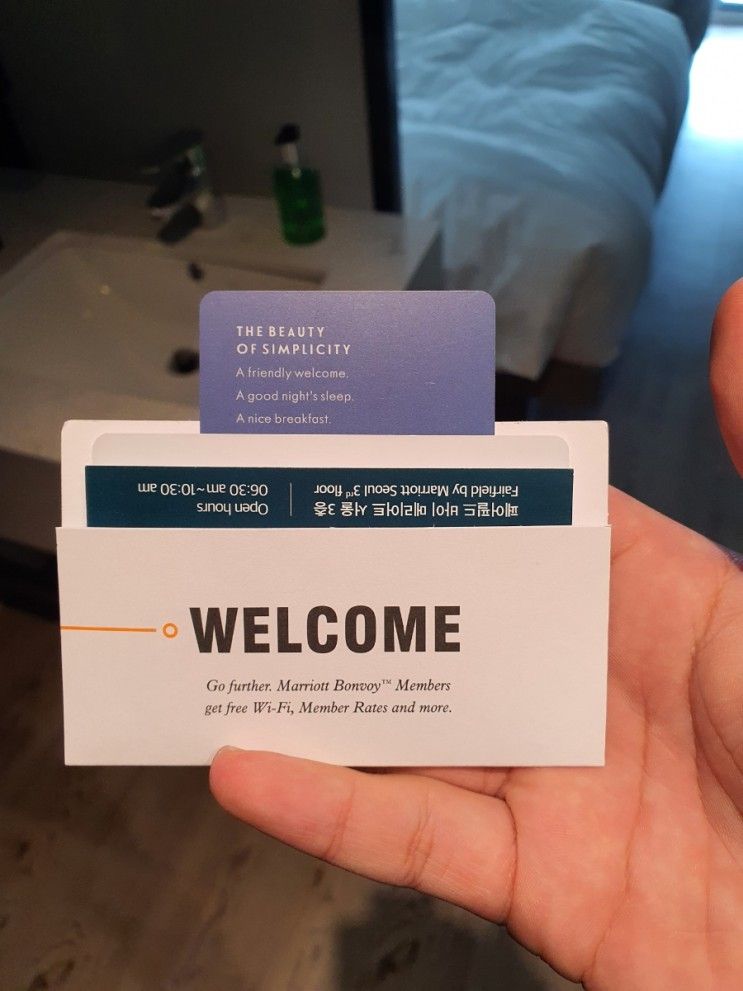 THE BEAUTY
OF SIMPLICITY
A friendly welcome.
A good night's sleep.
A nice breakfast.
페어필드 바이 메리어트 서울 3층
Fairfield by Marriott Seoul 3rd floor
Open hours
06:30 am~10:30 am
WELCOME
Go further. Marriott Bonvoy™ Members
get free Wi-Fi, Member Rates and more.